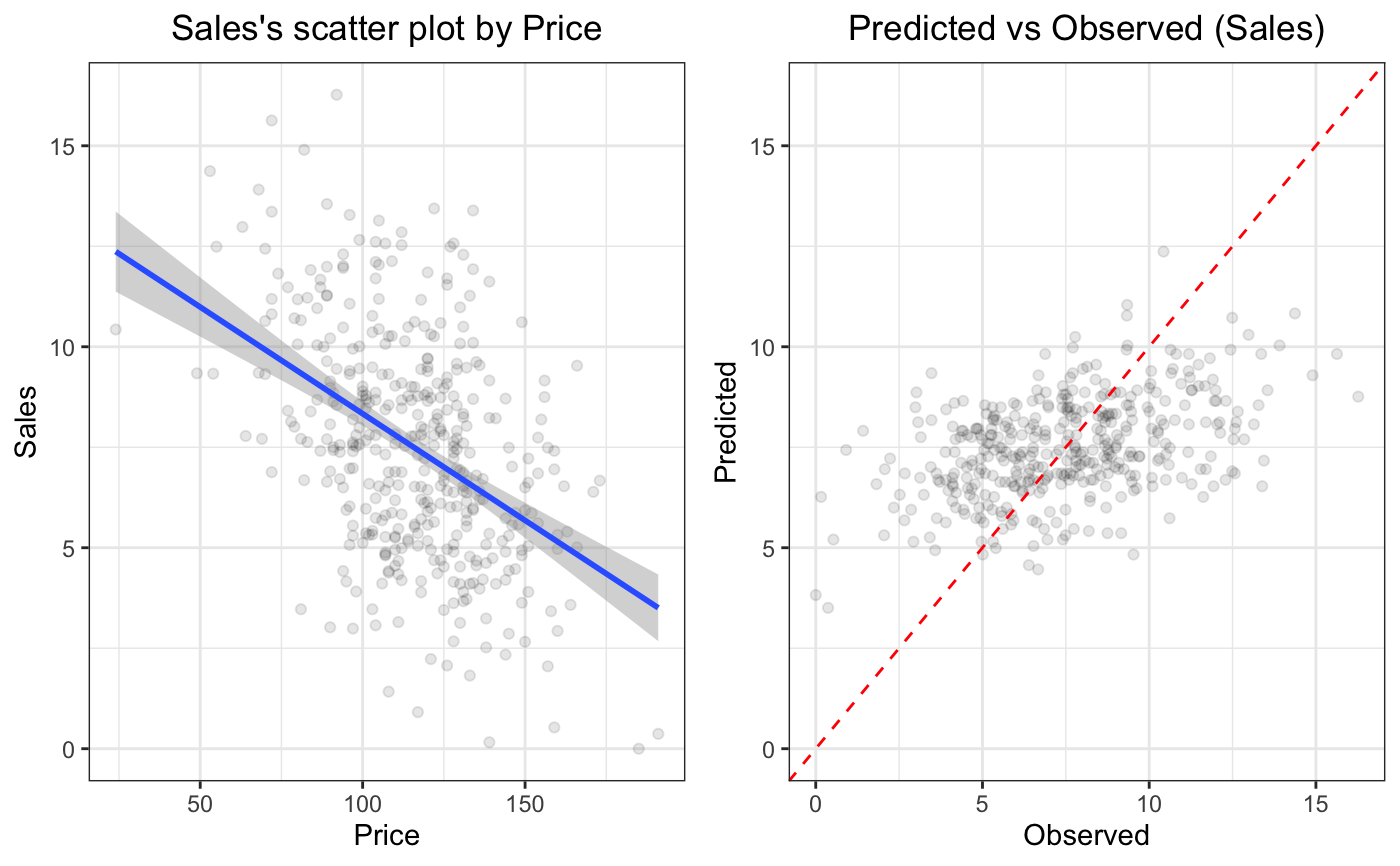 Sales's scatter plot by Price
Sales
15
10
5
0
50 100 150
Price
Predicted vs Observed (Sales)
Predicted
15
10
5
0
0 5 10 15
Observed